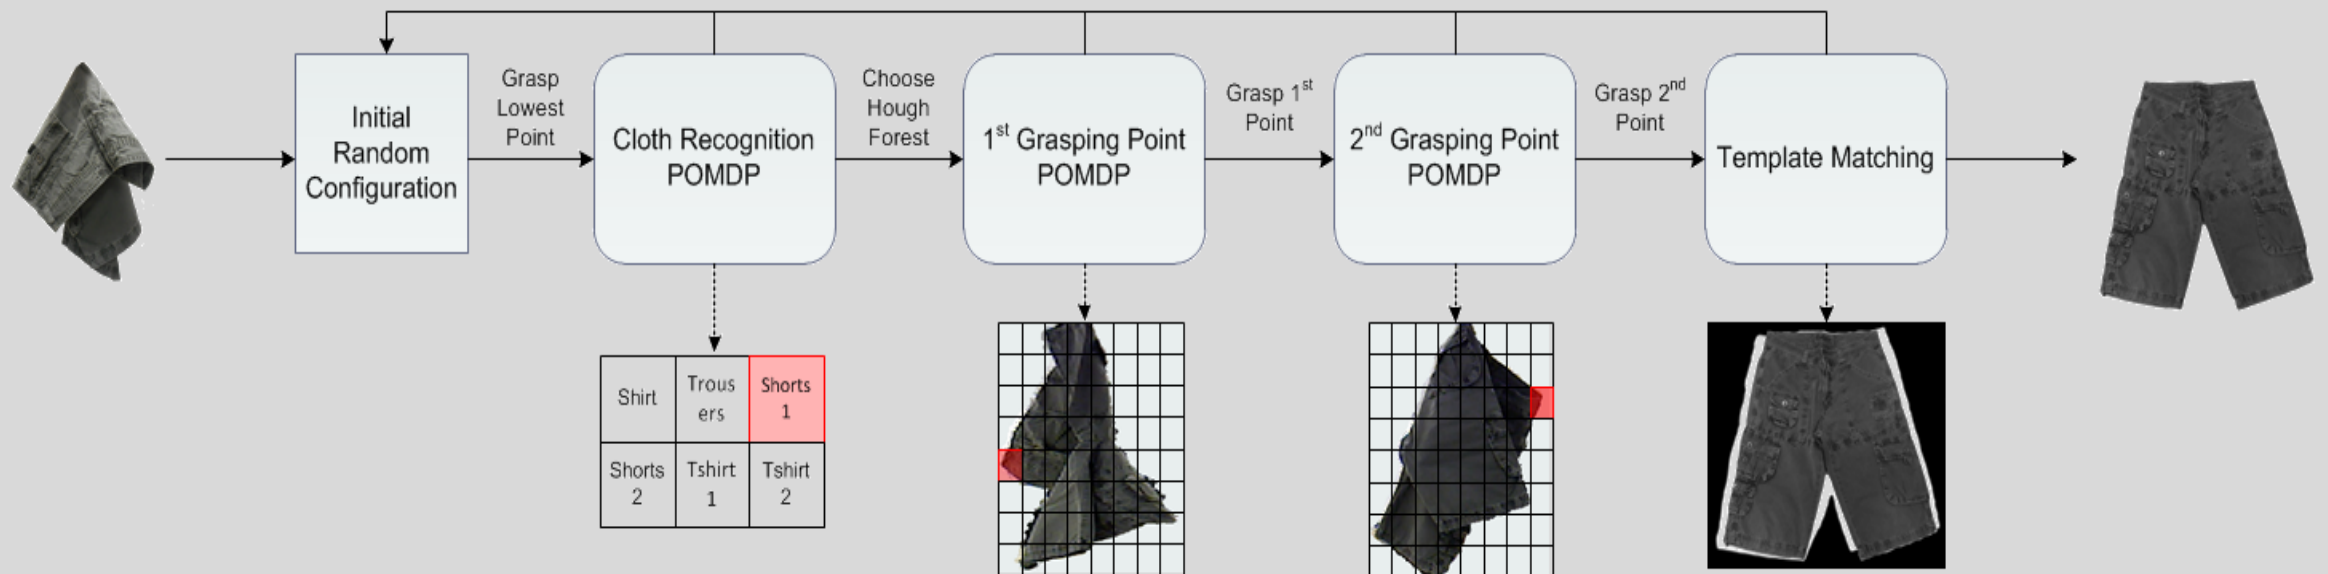 Initial
Random
Configuration
Grasp
Lowest
Point
Cloth Recognition
POMDP
Choose
Hough
Forest
1st Grasping Point
POMDP
Grasp 1st
Point
2nd Grasping Point
POMDP
Grasp 2nd
Point
Template Matching
Shirt
Trous
ers
Shorts
1
Shorts
2
Tshirt
1
Tshirt
2